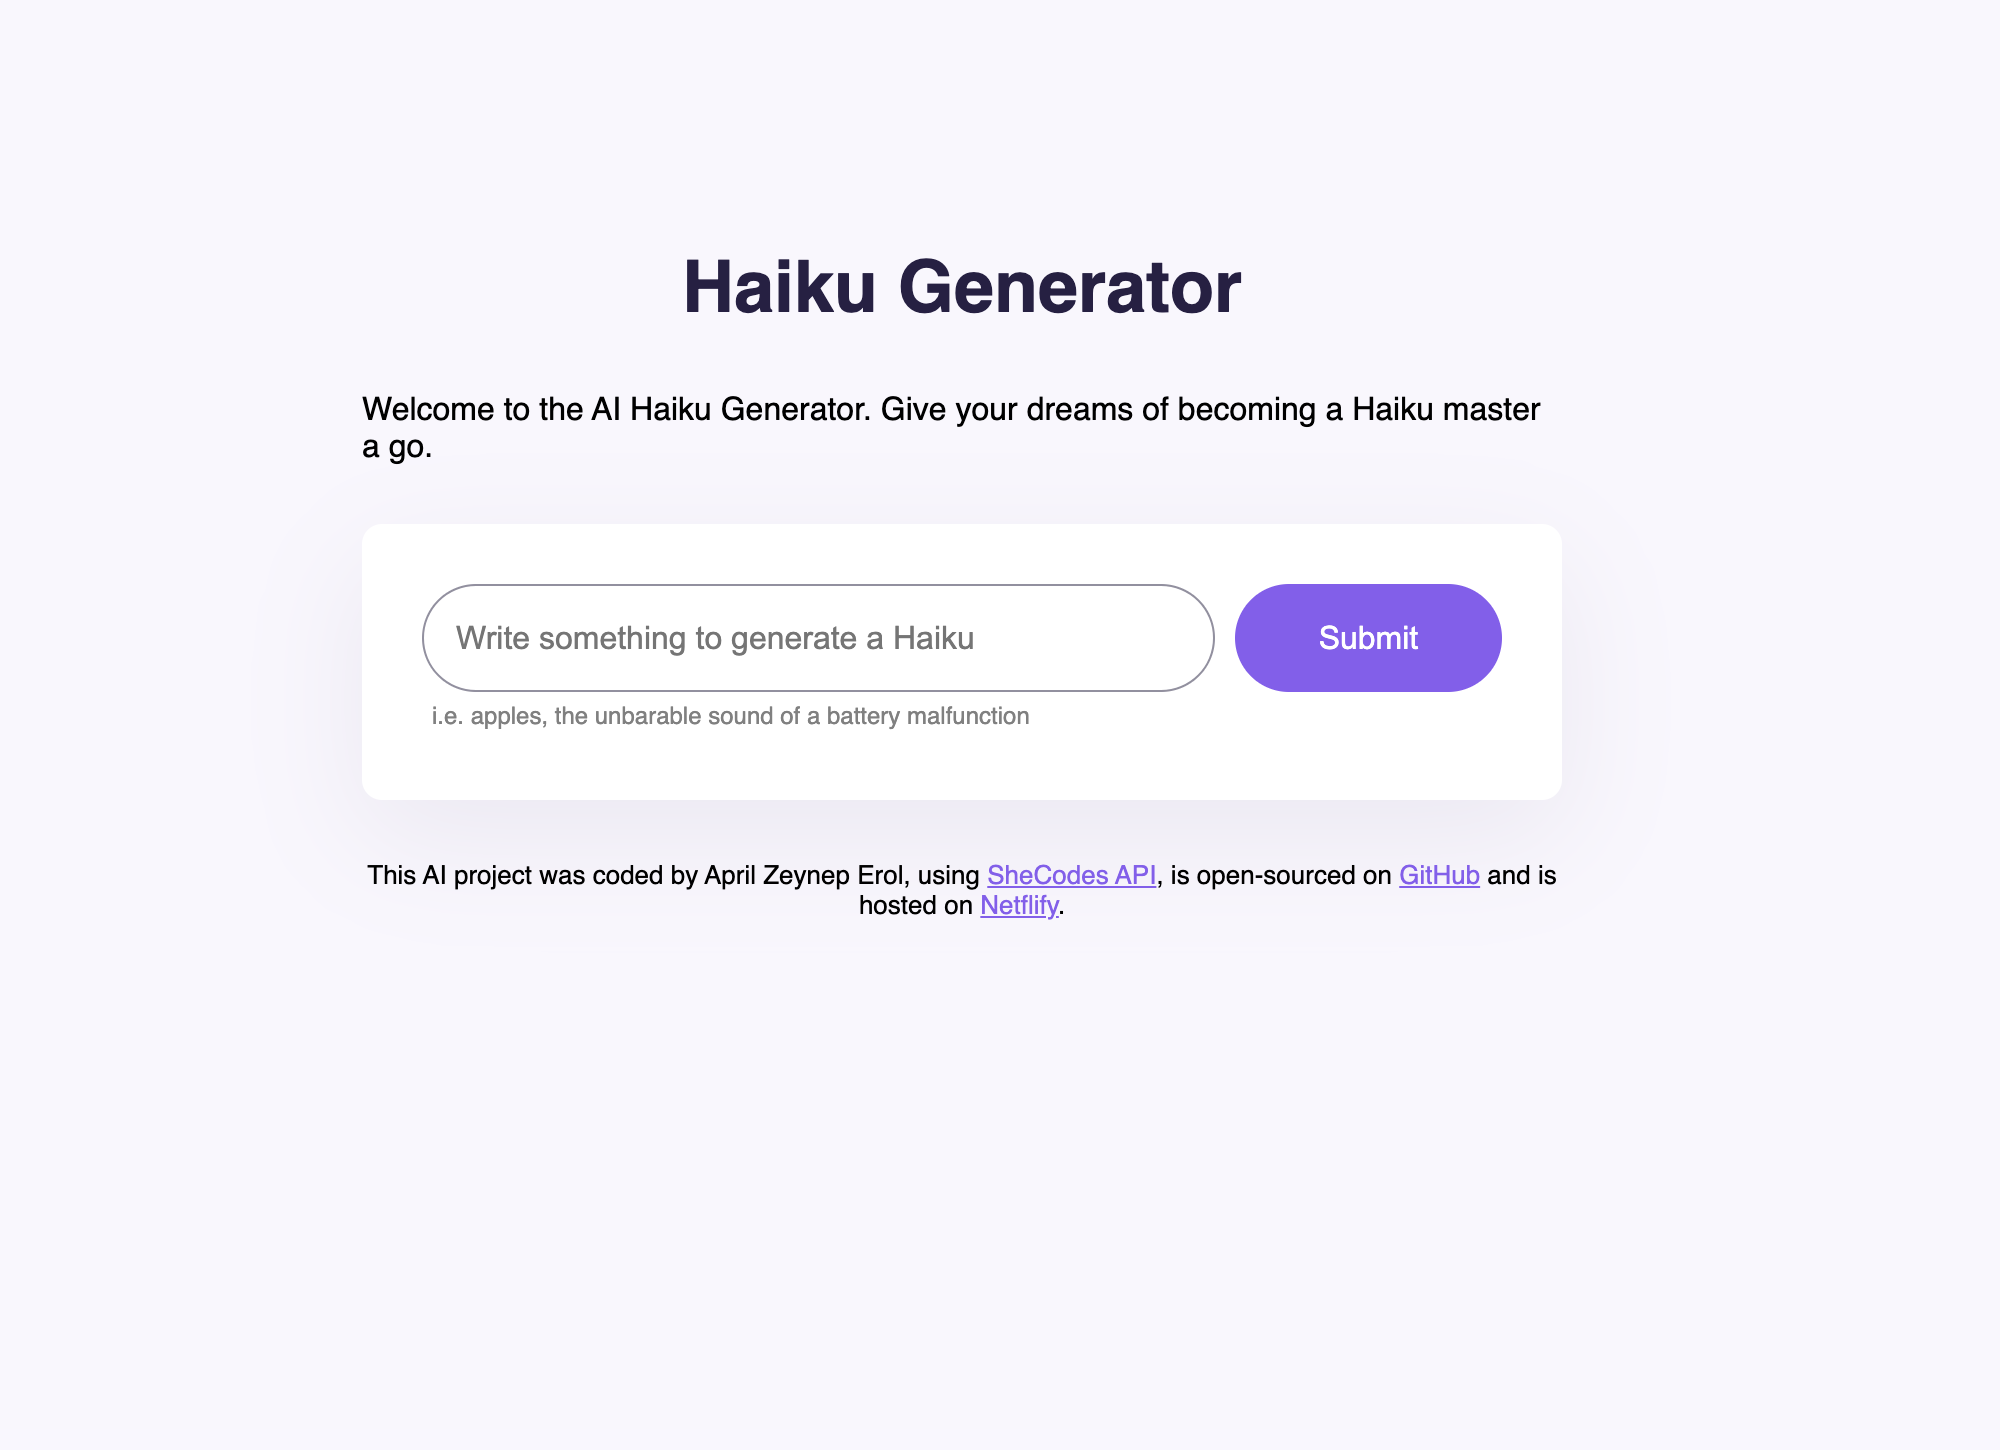 Haiku Generator
Welcome to the AI Haiku Generator. Give your dreams of becoming a Haiku master
a go.
Write something to generate a Haiku
Submit
i.e. apples, the unbarable sound of a battery malfunction
This AI project was coded by April Zeynep Erol, using SheCodes API, is open-sourced on GitHub and is
hosted on Netflify.